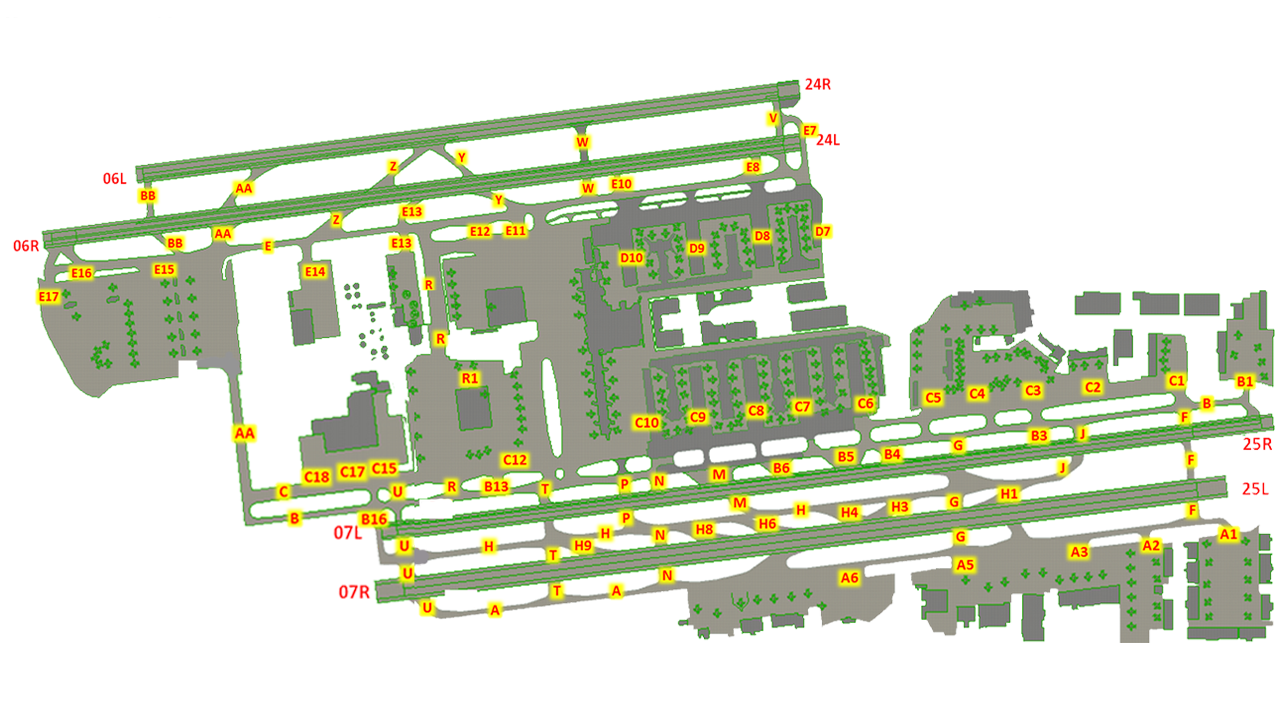 24R
V
E7
24L
W
Y
Z
E8
06L
AA
BB
W
E10
Y
E13
Z
D7
E12
E11
AA
D8
BB
E13
E
06R
D9
D10
E15
E14
E16
R
E17
R
R1
C1
B1
C2
C3
C4
C5
C6
B
C7
C8
F
C9
C10
J
B3
AA
25R
G
B4
B5
C12
F
B6
J
C15
C17
M
C18
N
P
R
B13
T
25L
U
C
H1
G
M
H3
F
H
H4
B
B16
P
H6
H8
07L
H
N
A1
G
U
H
H9
A2
A3
T
A5
U
N
A6
07R
T
A
U
A